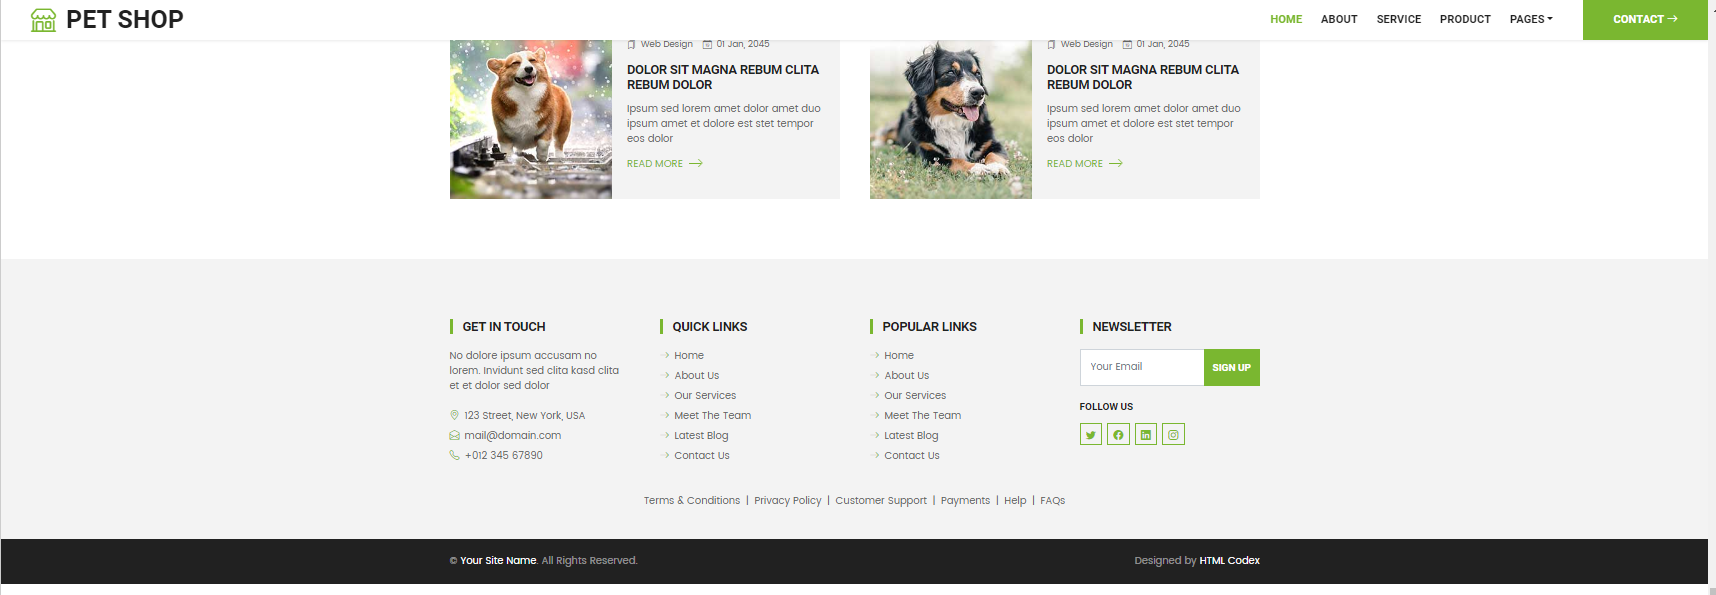 PET SHOP
HOME ABOUT SERVICE PRODUCT PAGES CONTACT
Web Design 01 Jan, 2045
DOLOR SIT MAGNA REBUM CLITA
REBUM DOLOR
Ipsum sed lorem amet dolor amet duo
ipsum amet et dolore est stet tempor
eos dolor
READ MORE
Web Design 01 Jan, 2045
DOLOR SIT MAGNA REBUM CLITA
REBUM DOLOR
Ipsum sed lorem amet dolor amet duo
ipsum amet et dolore est stet tempor
eos dolor
READ MORE
GET IN TOUCH
No dolore ipsum accusam no
lorem. Invidunt sed clita kasd clita
et et dolor sed dolor
123 Street, New York, USA
mail@domain.com
+012 345 67890
QUICK LINKS
Home
About Us
Our Services
Meet The Team
Latest Blog
Contact Us
POPULAR LINKS
Home
About Us
Our Services
Meet The Team
Latest Blog
Contact Us
NEWSLETTER
Your Email SIGN UP
FOLLOW US
Terms & Conditions | Privacy Policy | Customer Support | Payments | Help | FAQs
© Your Site Name. All Rights Reserved.
Designed by HTML Codex